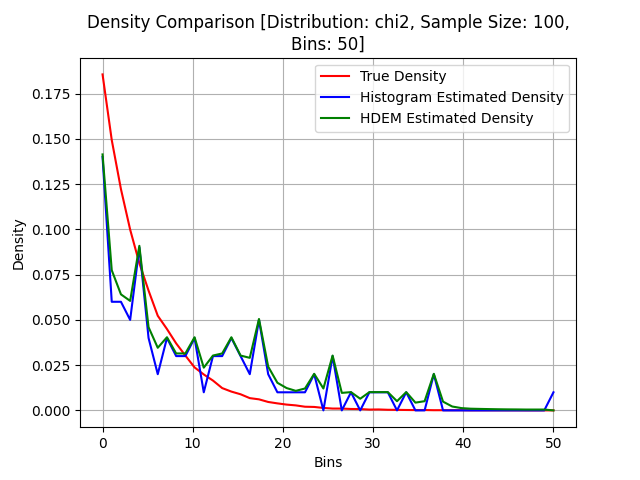 Density Comparison [Distribution: chi2, Sample Size: 100,
Bins: 50]
True Density
Histogram Estimated Density
HDEM Estimated Density
Density
0.175
0.150
0.125
0.100
0.075
0.050
0.025
0.000
0 10 20 30 40 50
Bins